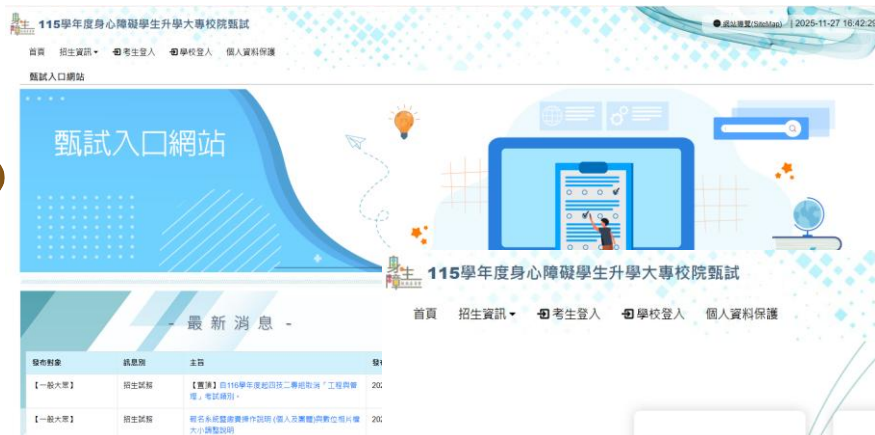 115學年度身心障礙學生升學大專校院甄試
網站導覽(SiteMap) | 2025-11-27 16:42:29
首頁 招生資訊 考生登入 學校登入 個人資料保護
甄試入口網站
甄試入口網站
115學年度身心障礙學生升學大專校院甄試
首頁 招生資訊 考生登入 學校登入 個人資料保護
- 最新消息 -
發布對象 訊息別 主旨
【一般大眾】 招生試務 【置頂】自116學年度起四技二專組取消「工程與管
理」考試類別。
【一般大眾】 招生試務 報名系統暨繳費操作說明 (個人及團體)與數位相片檔
大小調整說明